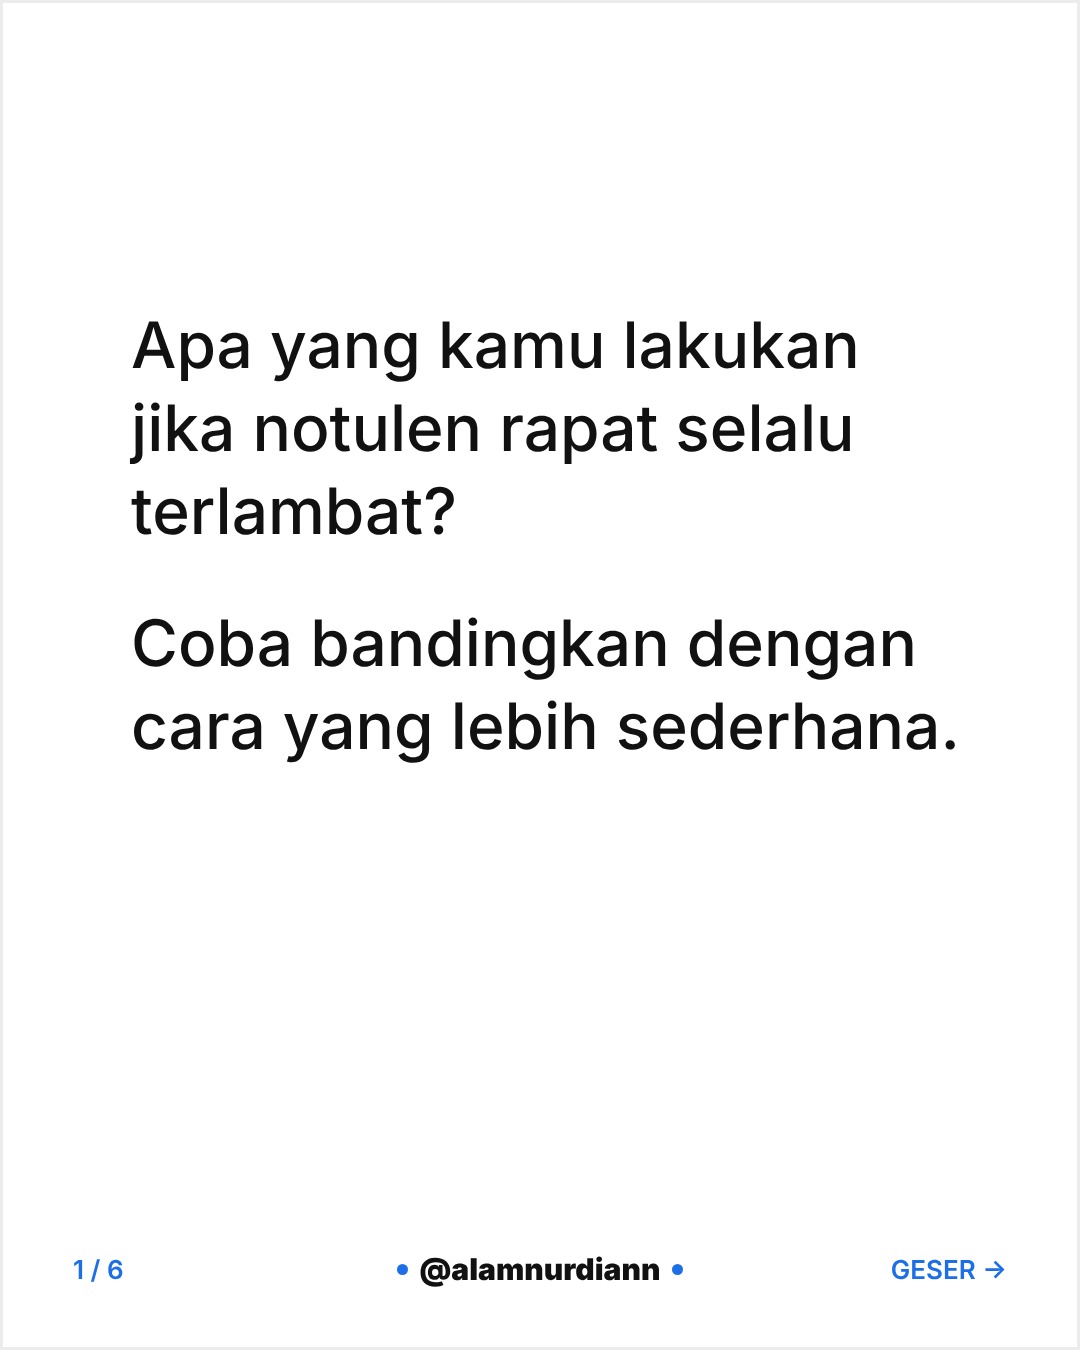 Apa yang kamu lakukan
jika notulen rapat selalu
terlambat?
Coba bandingkan dengan
cara yang lebih sederhana.
1 / 6
• @alamnurdiann •
GESER →